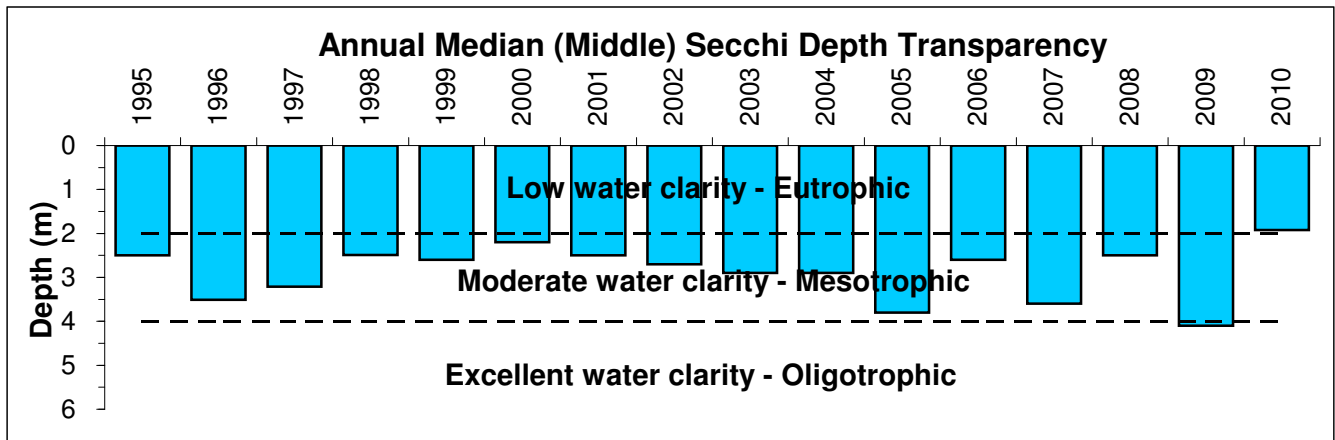 Annual Median (Middle) Secchi Depth Transparency
1995 1996 1997 1998 1999 2000 2001 2002 2003 2004 2005 2006 2007 2008 2009 2010
Depth (m)
0
1
Low water clarity - Eutrophic
2
3
Moderate water clarity - Mesotrophic
4
5
Excellent water clarity - Oligotrophic
6